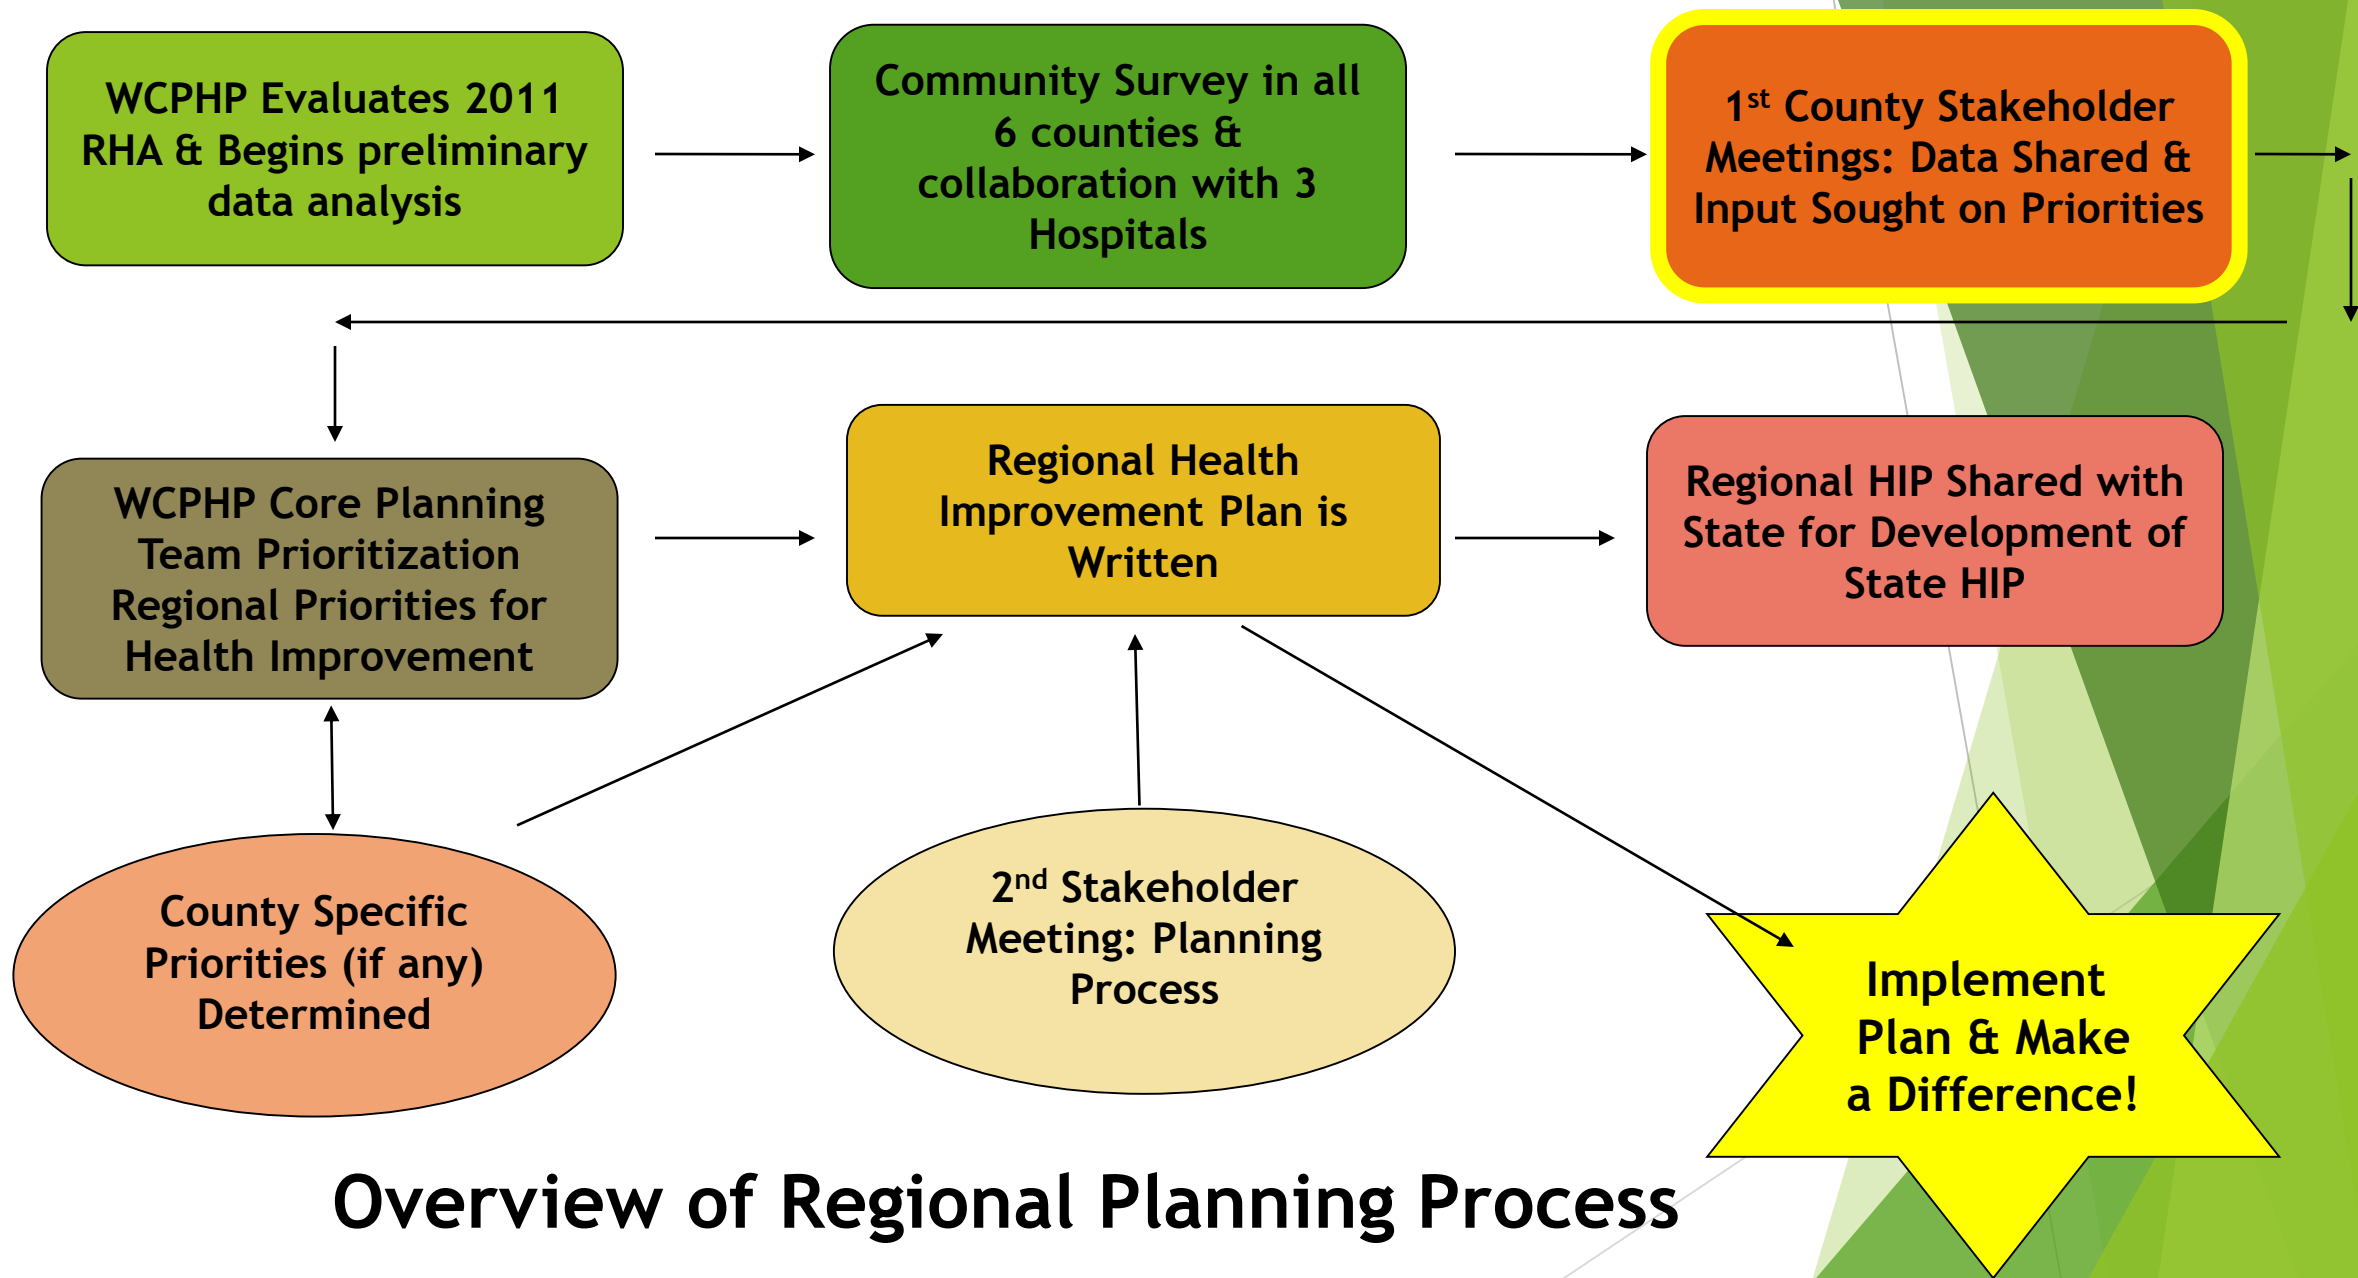 WCPHP Evaluates 2011
RHA & Begins preliminary
data analysis
Community Survey in all
6 counties &
collaboration with 3
Hospitals
1st County Stakeholder
Meetings: Data Shared &
Input Sought on Priorities
WCPHP Core Planning
Team Prioritization
Regional Priorities for
Health Improvement
Regional Health
Improvement Plan is
Written
Regional HIP Shared with
State for Development of
State HIP
County Specific
Priorities (if any)
Determined
2nd Stakeholder
Meeting: Planning
Process
Implement
Plan & Make
a Difference!
Overview of Regional Planning Process